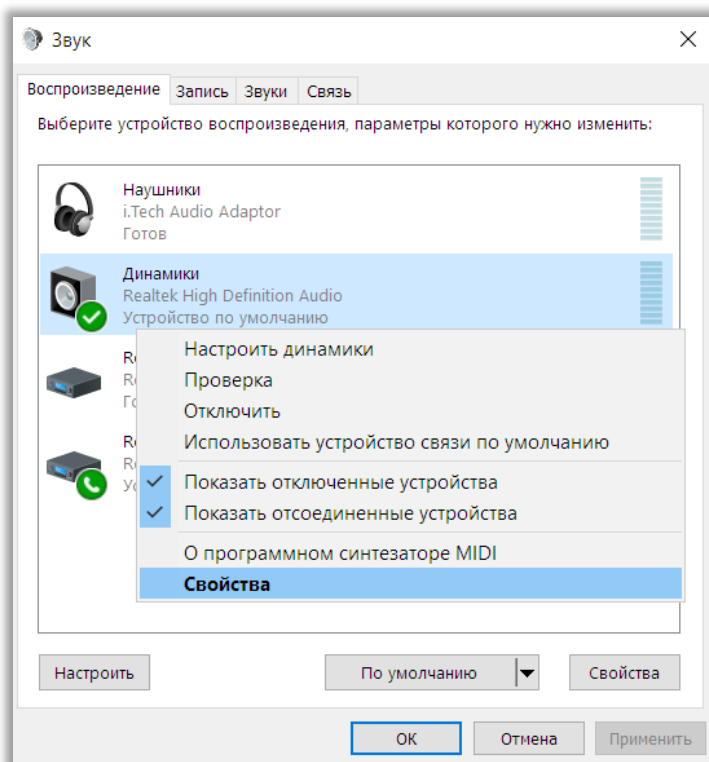 Звук
Воспроизведение Запись Звуки Связь
Выберите устройство воспроизведения, параметры которого нужно изменить:
Наушники
i.Tech Audio Adaptor
Готов
Динамики
Realtek High Definition Audio
Устройство по умолчанию
Настроить динамики
Проверка
Отключить
Использовать устройство связи по умолчанию
Показать отключенные устройства
Показать отсоединенные устройства
О программном синтезаторе MIDI
Свойства
Настроить По умолчанию Свойства
ОК Отмена Применить